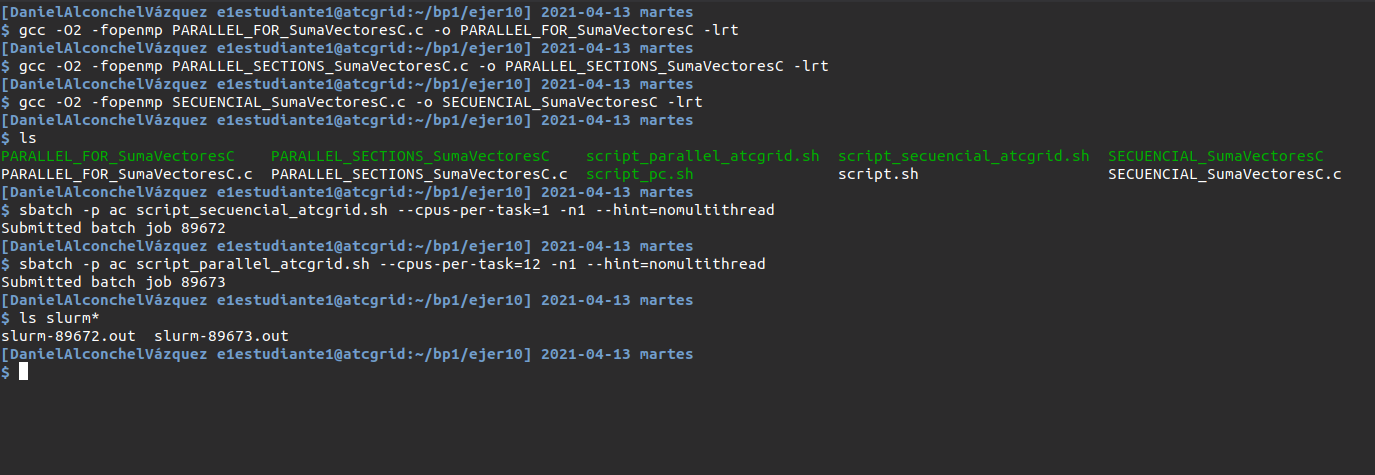 [DanielAlconchelVázquez e1estudiante1@atcgrid:~/bp1/ejer10] 2021-04-13 martes
$ gcc -O2 -fopenmp PARALLEL_FOR_SumaVectoresC.c -o PARALLEL_FOR_SumaVectoresC -lrt
[DanielAlconchelVázquez e1estudiante1@atcgrid:~/bp1/ejer10] 2021-04-13 martes
$ gcc -O2 -fopenmp PARALLEL_SECTIONS_SumaVectoresC.c -o PARALLEL_SECTIONS_SumaVectoresC -lrt
[DanielAlconchelVázquez e1estudiante1@atcgrid:~/bp1/ejer10] 2021-04-13 martes
$ gcc -O2 -fopenmp SECUENCIAL_SumaVectoresC.c -o SECUENCIAL_SumaVectoresC -lrt
[DanielAlconchelVázquez e1estudiante1@atcgrid:~/bp1/ejer10] 2021-04-13 martes
$ ls
PARALLEL_FOR_SumaVectoresC    PARALLEL_SECTIONS_SumaVectoresC    script_parallel_atcgrid.sh  script_secuencial_atcgrid.sh  SECUENCIAL_SumaVectoresC
PARALLEL_FOR_SumaVectoresC.c  PARALLEL_SECTIONS_SumaVectoresC.c  script_pc.sh                script.sh                     SECUENCIAL_SumaVectoresC.c
[DanielAlconchelVázquez e1estudiante1@atcgrid:~/bp1/ejer10] 2021-04-13 martes
$ sbatch -p ac script_secuencial_atcgrid.sh --cpus-per-task=1 -n1 --hint=nomultithread
Submitted batch job 89672
[DanielAlconchelVázquez e1estudiante1@atcgrid:~/bp1/ejer10] 2021-04-13 martes
$ sbatch -p ac script_parallel_atcgrid.sh --cpus-per-task=12 -n1 --hint=nomultithread
Submitted batch job 89673
[DanielAlconchelVázquez e1estudiante1@atcgrid:~/bp1/ejer10] 2021-04-13 martes
$ ls slurm*
slurm-89672.out  slurm-89673.out
[DanielAlconchelVázquez e1estudiante1@atcgrid:~/bp1/ejer10] 2021-04-13 martes
$